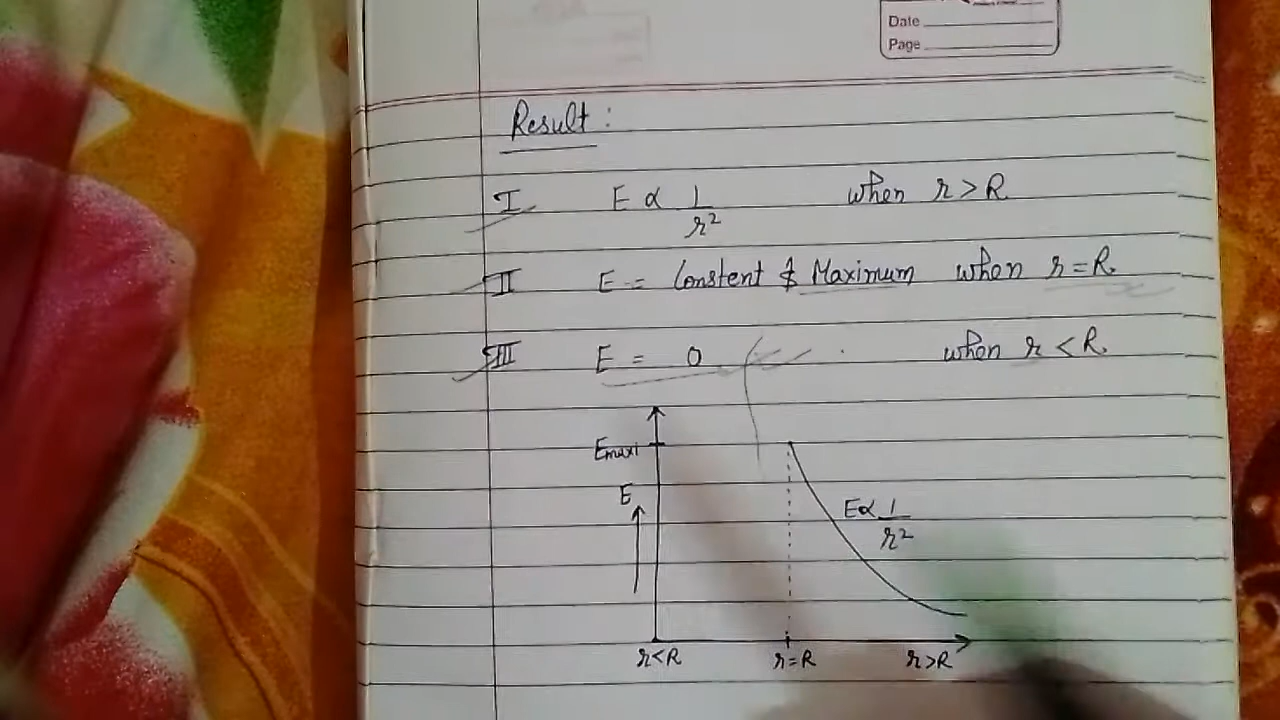 Date
Page
Result :
I E ∝ 1/r² when r > R
II E = Constent & Maximum when r = R
III E = 0 when r < R
Emaxi
E
E∝ 1/r²
r<R r=R r>R